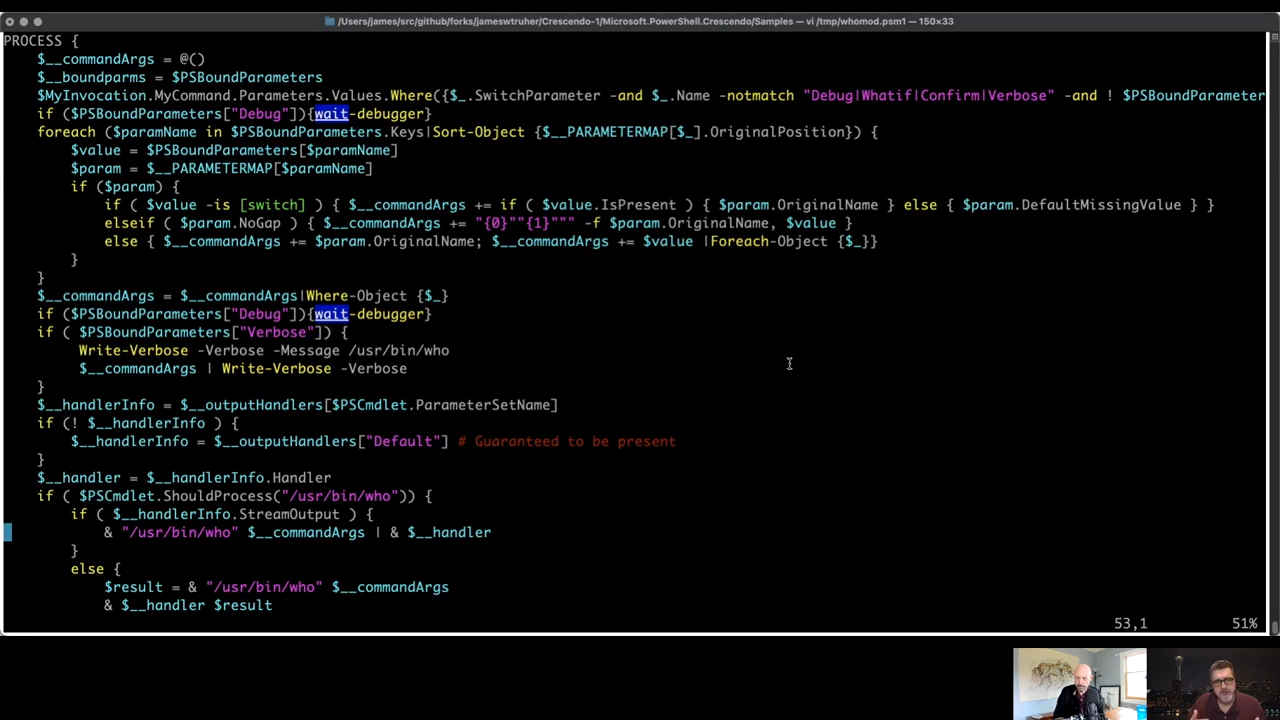 /Users/james/src/github/forks/jameswtruher/Crescendo-1/Microsoft.PowerShell.Crescendo/Samples — vi /tmp/whomod.psm1 — 150×33
PROCESS {
    $__commandArgs = @()
    $__boundparms = $PSBoundParameters
    $MyInvocation.MyCommand.Parameters.Values.Where({$_.SwitchParameter -and $_.Name -notmatch "Debug|Whatif|Confirm|Verbose" -and ! $PSBoundParameter
    if ($PSBoundParameters["Debug"]){wait-debugger}
    foreach ($paramName in $PSBoundParameters.Keys|Sort-Object {$__PARAMETERMAP[$_].OriginalPosition}) {
        $value = $PSBoundParameters[$paramName]
        $param = $__PARAMETERMAP[$paramName]
        if ($param) {
            if ( $value -is [switch] ) { $__commandArgs += if ( $value.IsPresent ) { $param.OriginalName } else { $param.DefaultMissingValue } }
            elseif ( $param.NoGap ) { $__commandArgs += "{0}""{1}""" -f $param.OriginalName, $value }
            else { $__commandArgs += $param.OriginalName; $__commandArgs += $value |Foreach-Object {$_}}
        }
    }
    $__commandArgs = $__commandArgs|Where-Object {$_}
    if ($PSBoundParameters["Debug"]){wait-debugger}
    if ( $PSBoundParameters["Verbose"]) {
         Write-Verbose -Verbose -Message /usr/bin/who
         $__commandArgs | Write-Verbose -Verbose
    }
    $__handlerInfo = $__outputHandlers[$PSCmdlet.ParameterSetName]
    if (! $__handlerInfo ) {
        $__handlerInfo = $__outputHandlers["Default"] # Guaranteed to be present
    }
    $__handler = $__handlerInfo.Handler
    if ( $PSCmdlet.ShouldProcess("/usr/bin/who")) {
        if ( $__handlerInfo.StreamOutput ) {
            & "/usr/bin/who" $__commandArgs | & $__handler
        }
        else {
            $result = & "/usr/bin/who" $__commandArgs
            & $__handler $result
53,1 51%